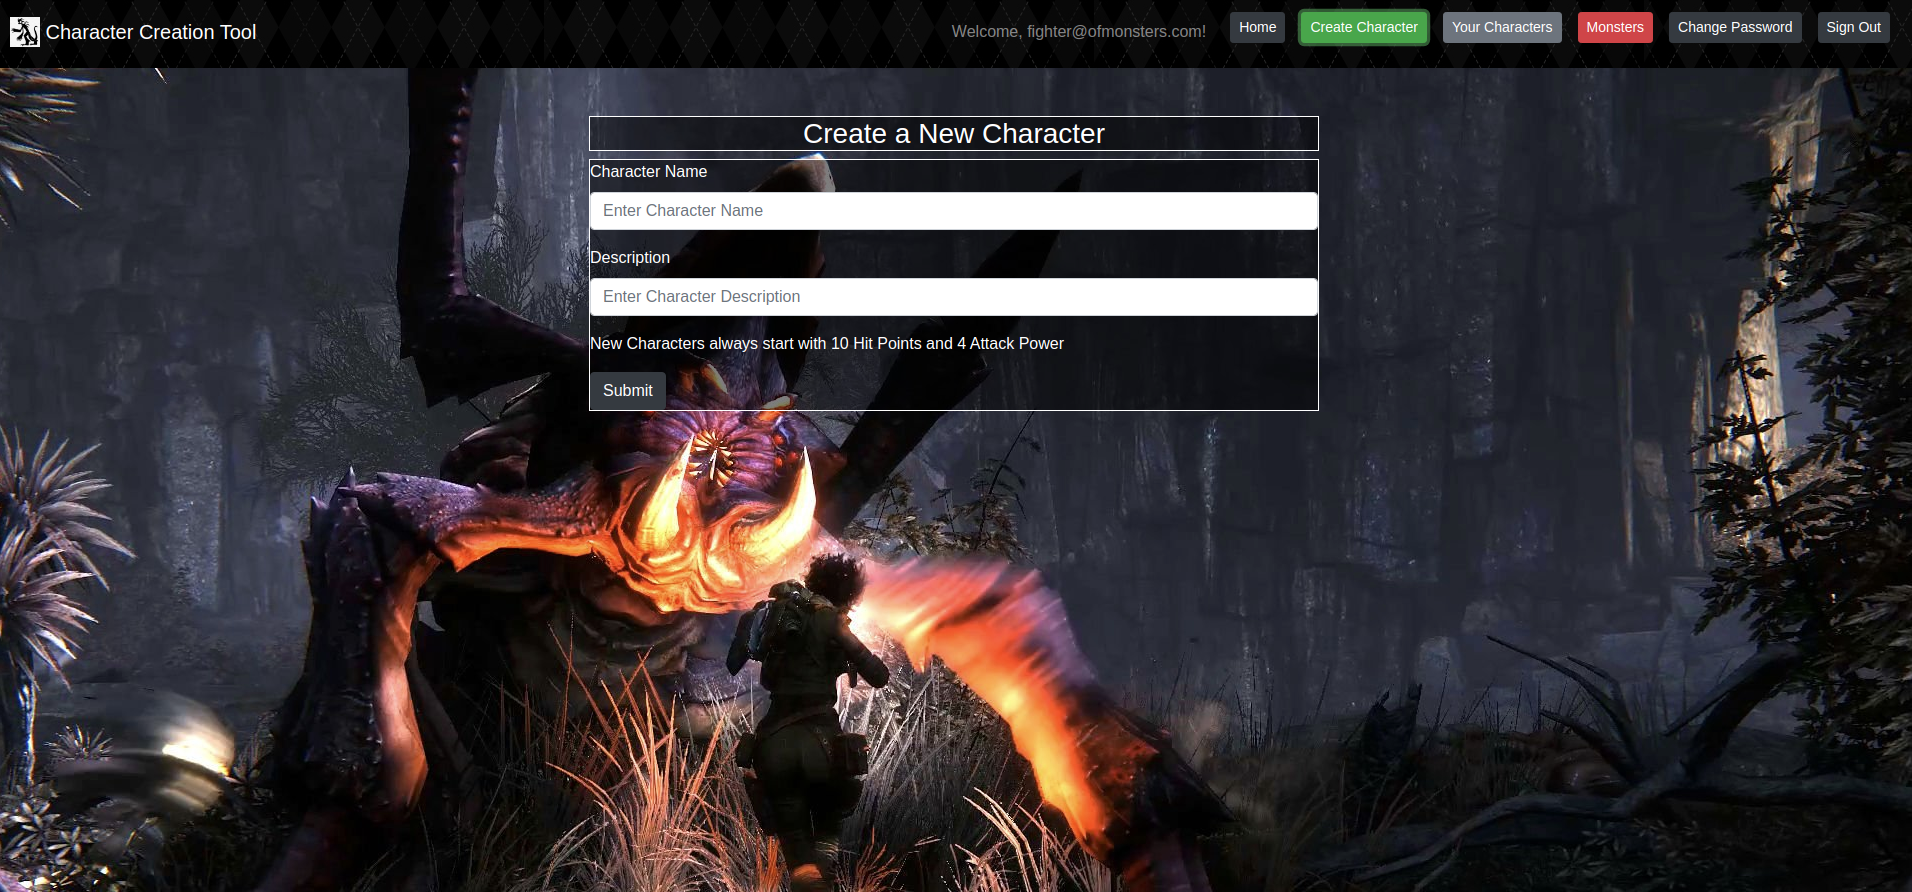 Character Creation Tool
Welcome, fighter@ofmonsters.com!
Home
Create Character
Your Characters
Monsters
Change Password
Sign Out
Create a New Character
Character Name
Enter Character Name
Description
Enter Character Description
New Characters always start with 10 Hit Points and 4 Attack Power
Submit